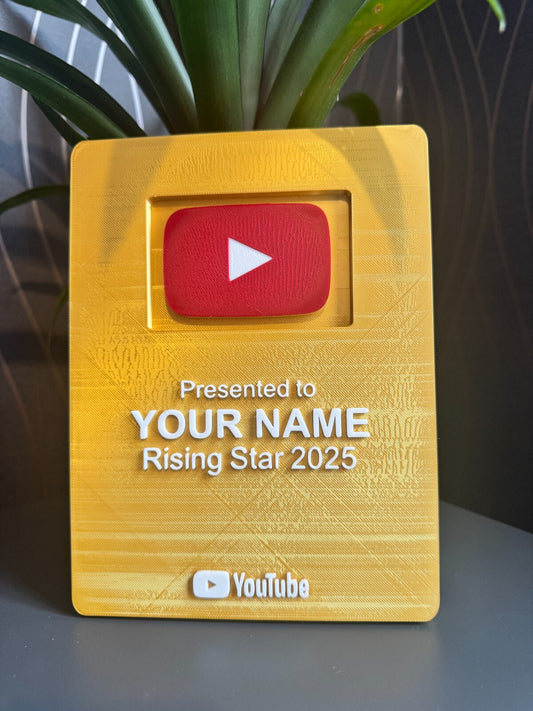 Presented to
YOUR NAME
Rising Star 2025
YouTube